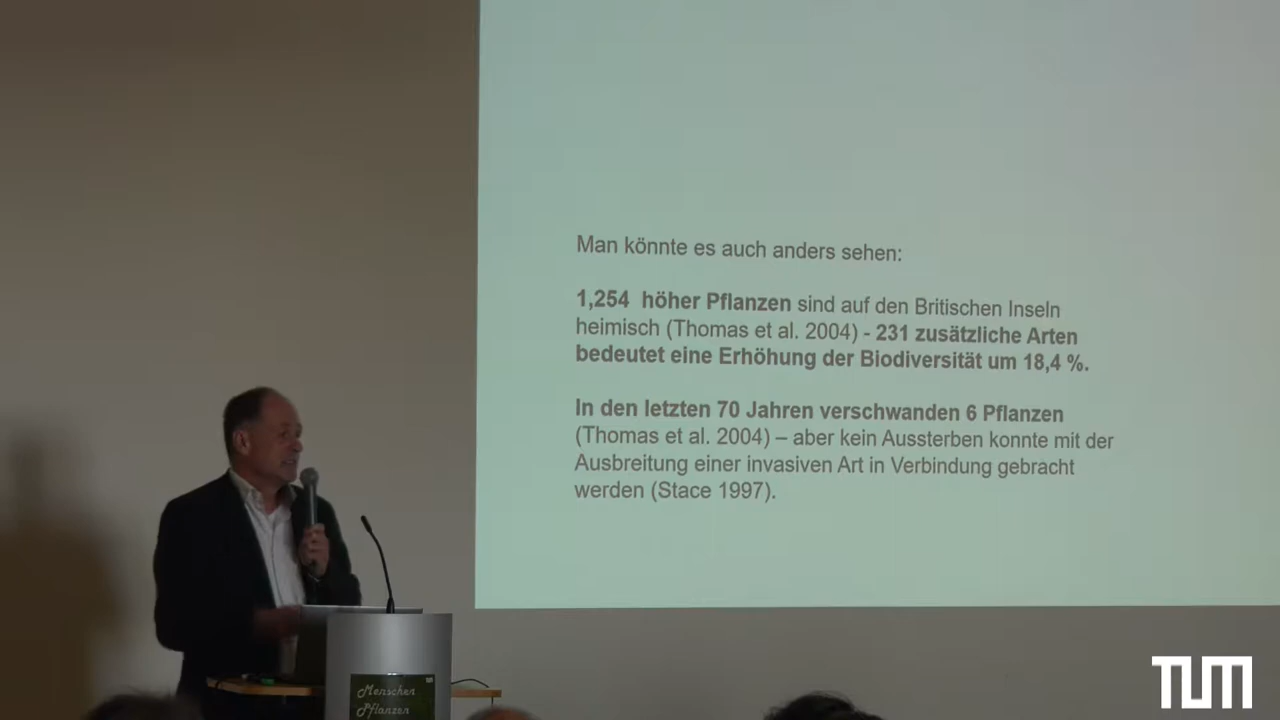 Man könnte es auch anders sehen:
1,254 höher Pflanzen sind auf den Britischen Inseln
heimisch (Thomas et al. 2004) - 231 zusätzliche Arten
bedeutet eine Erhöhung der Biodiversität um 18,4 %.
In den letzten 70 Jahren verschwanden 6 Pflanzen
(Thomas et al. 2004) – aber kein Aussterben konnte mit der
Ausbreitung einer invasiven Art in Verbindung gebracht
werden (Stace 1997).
Menschen
Pflanzen
TUM